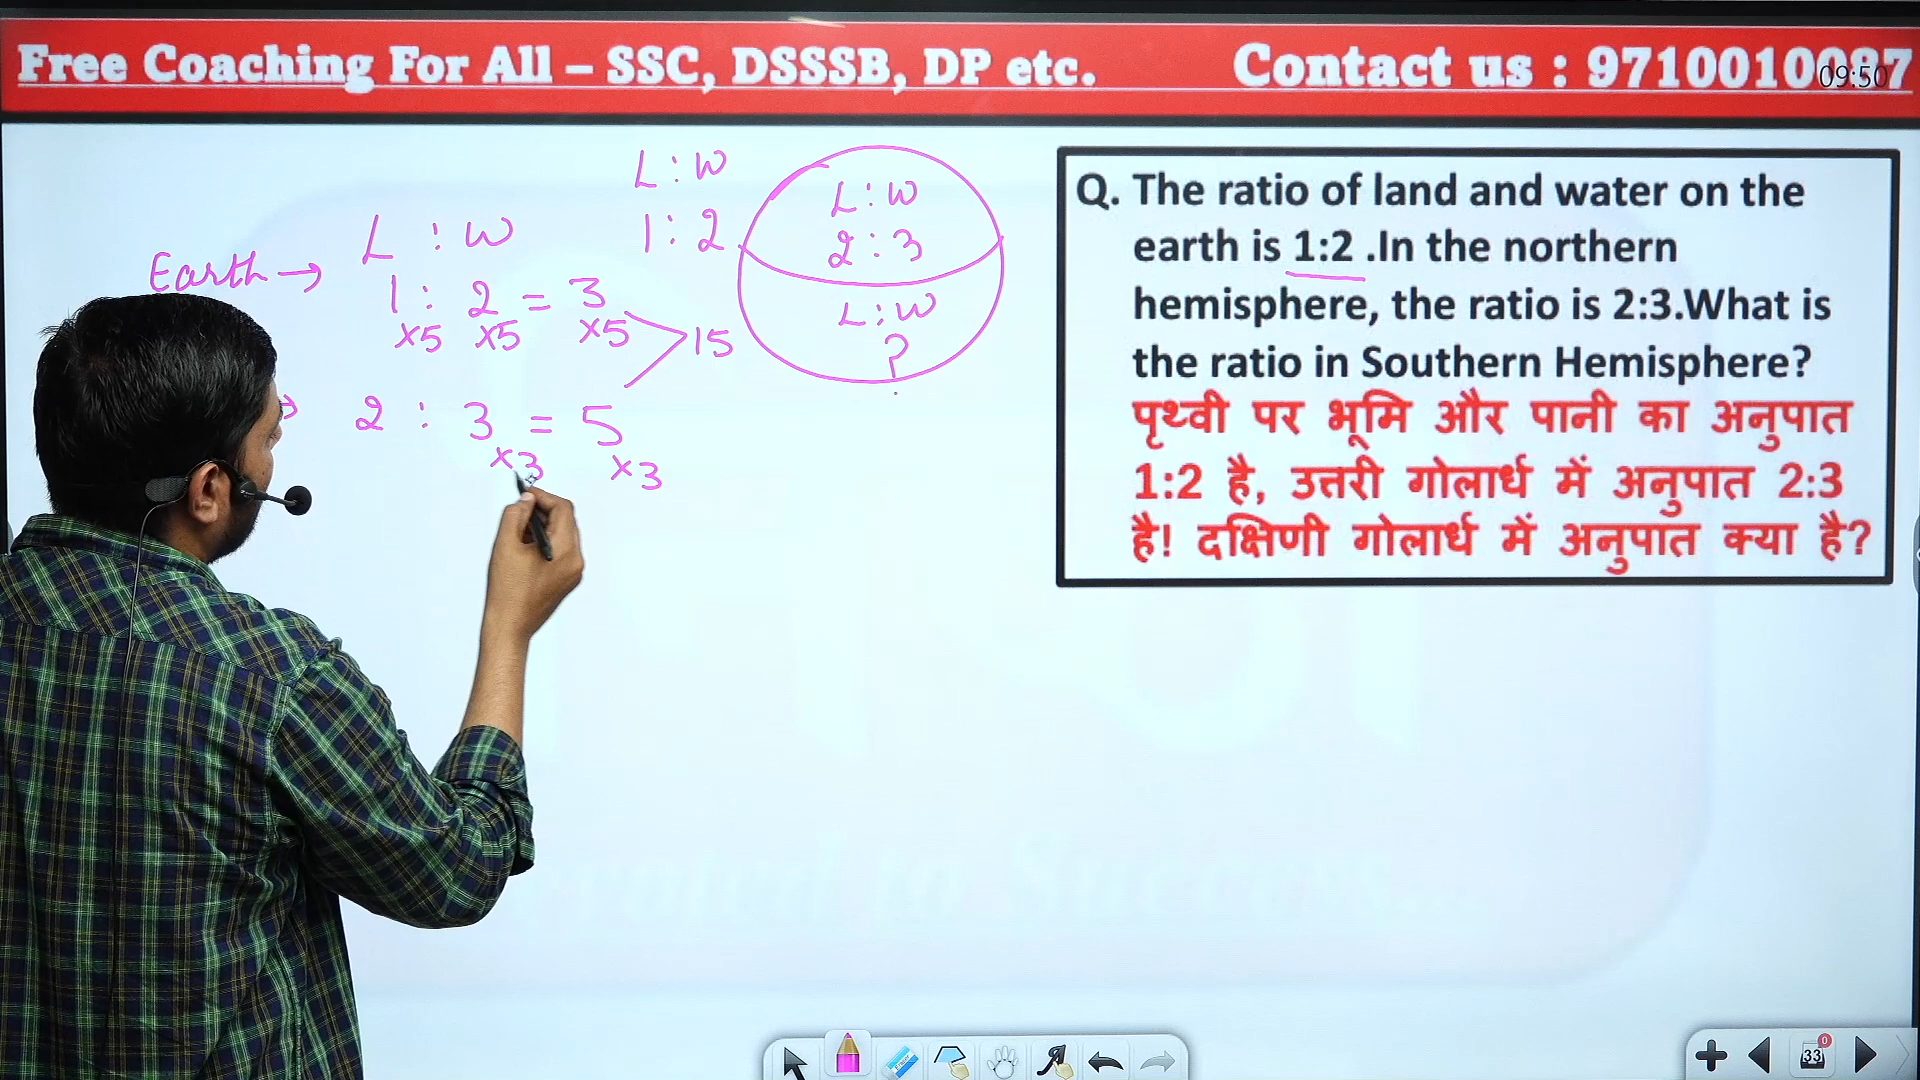 Free Coaching For All – SSC, DSSSB, DP etc. Contact us : 9710010087
09:50
L : W
1 : 2
L : W
2 : 3
L : W
?
L : W
Earth → 1 : 2 = 3
×5 ×5 ×5 15
→ 2 : 3 = 5
×3 ×3
Q. The ratio of land and water on the
earth is 1:2 .In the northern
hemisphere, the ratio is 2:3.What is
the ratio in Southern Hemisphere?
पृथ्वी पर भूमि और पानी का अनुपात
1:2 है, उत्तरी गोलार्ध में अनुपात 2:3
है! दक्षिणी गोलार्ध में अनुपात क्या है?
33
0